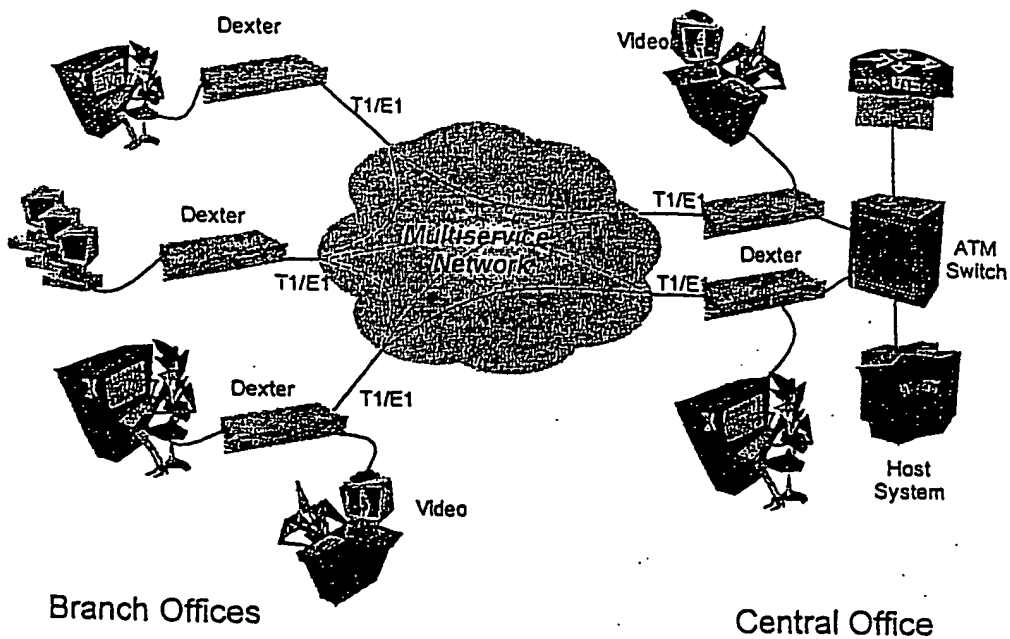 Dexter
Video
T1/E1
Dexter
T1/E1
Multiservice
Network
Dexter
ATM
Switch
T1/E1
T1/E1
Dexter
T1/E1
Host
System
Video
Branch Offices
Central Office